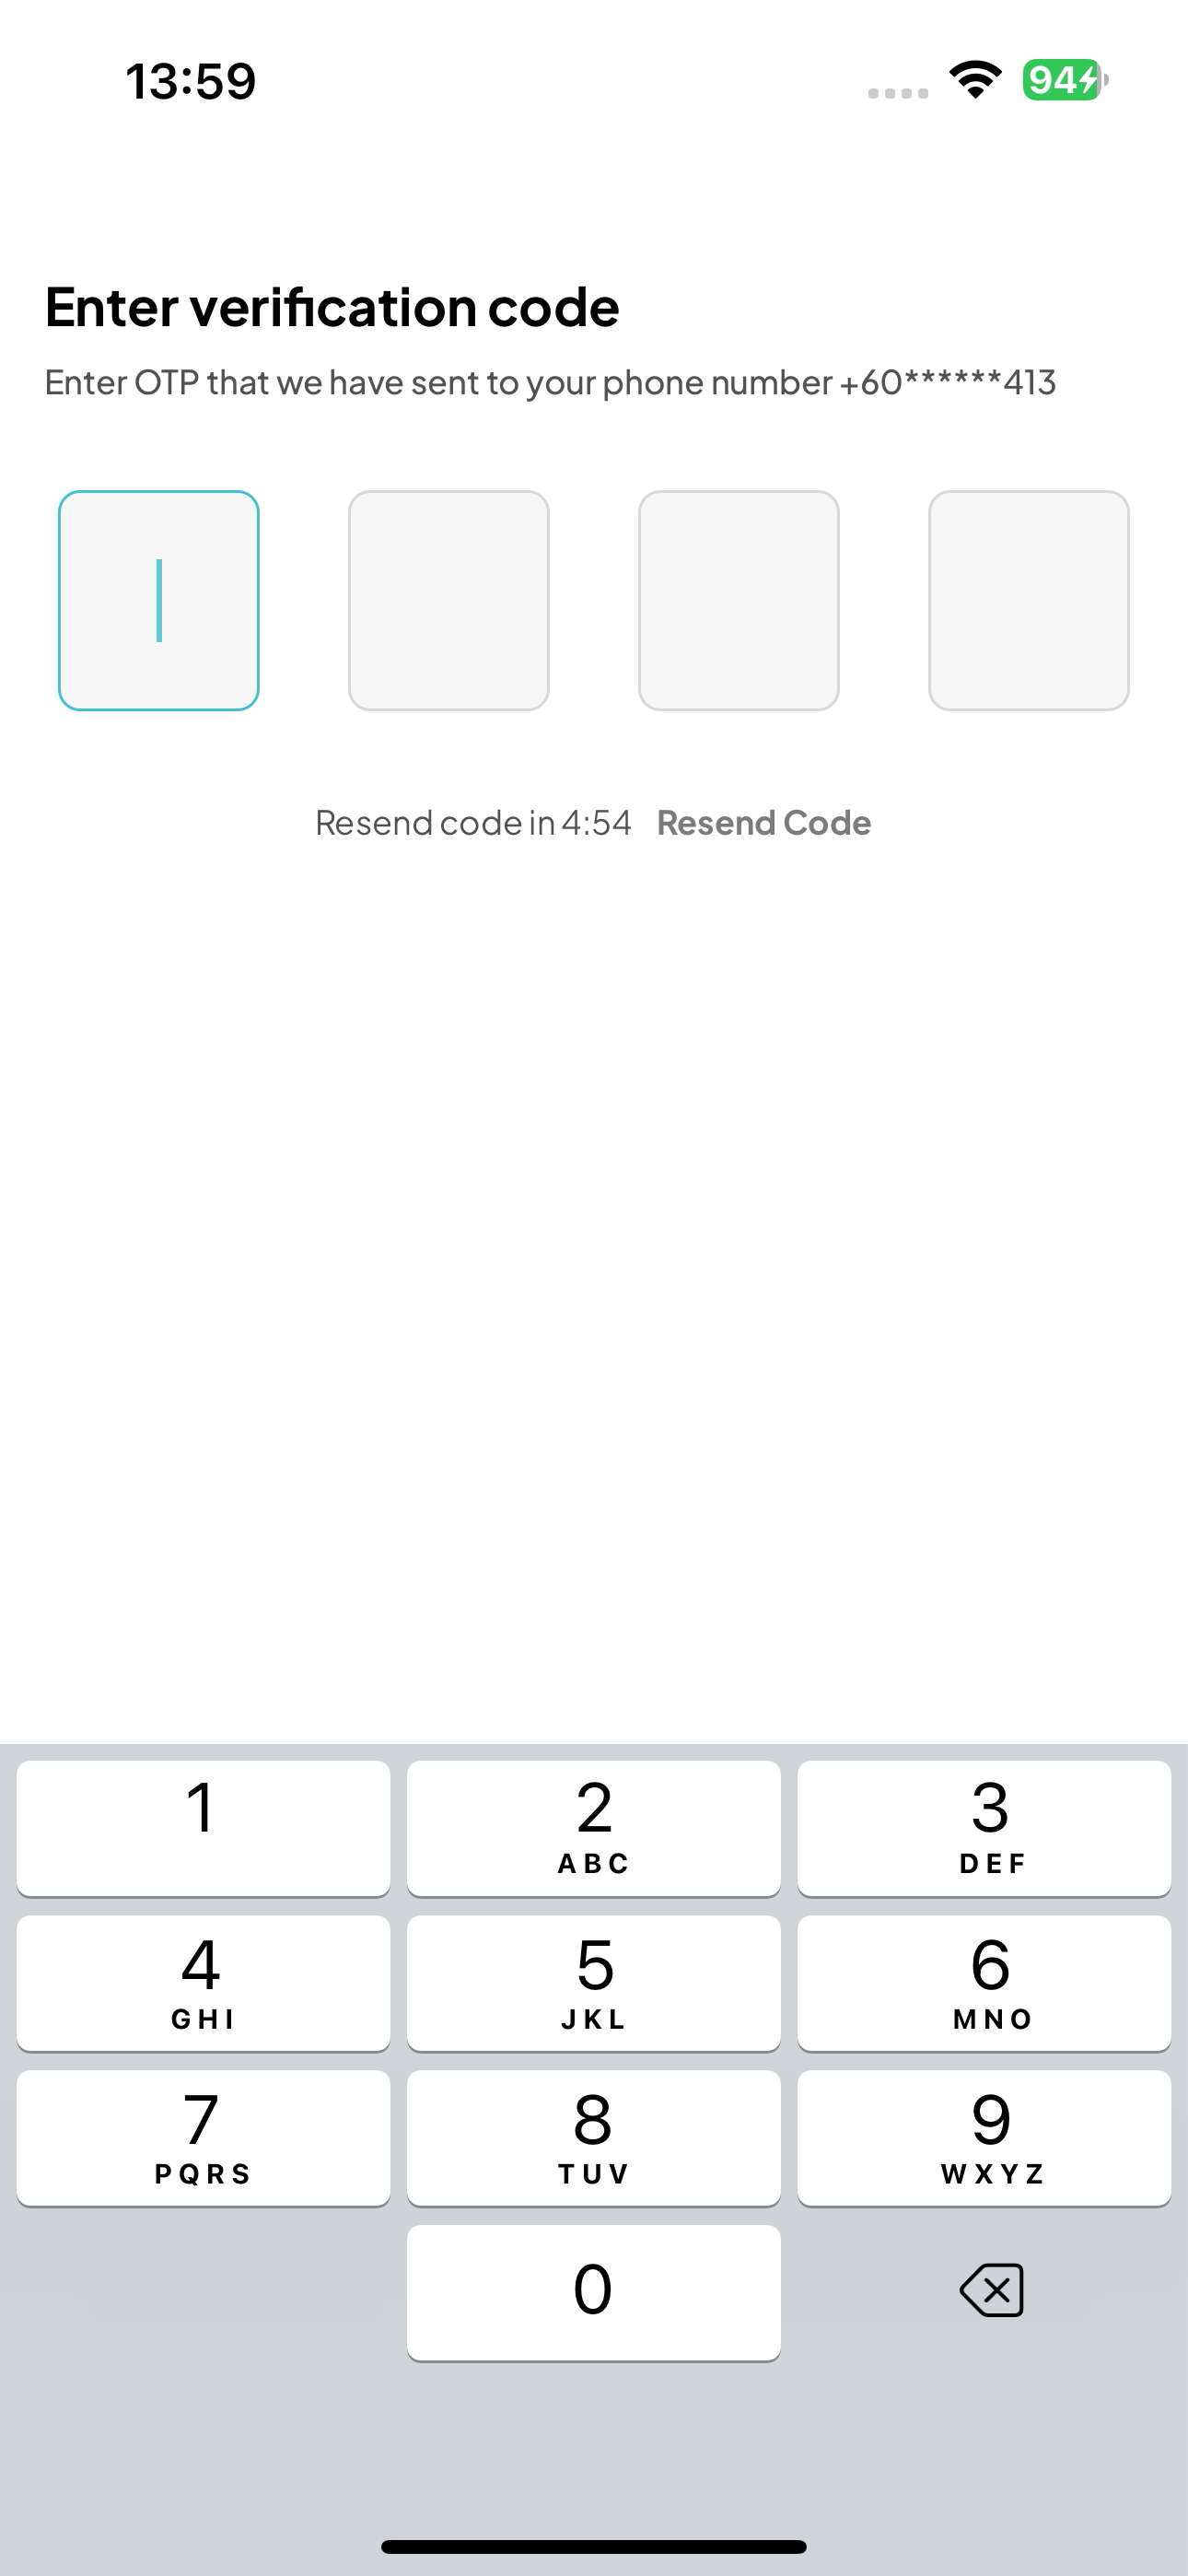 13:59
94
Enter verification code
Enter OTP that we have sent to your phone number +60******413
Resend code in 4:54 Resend Code
1 2 3
ABC DEF
4 5 6
GHI JKL MNO
7 8 9
PQRS TUV WXYZ
0